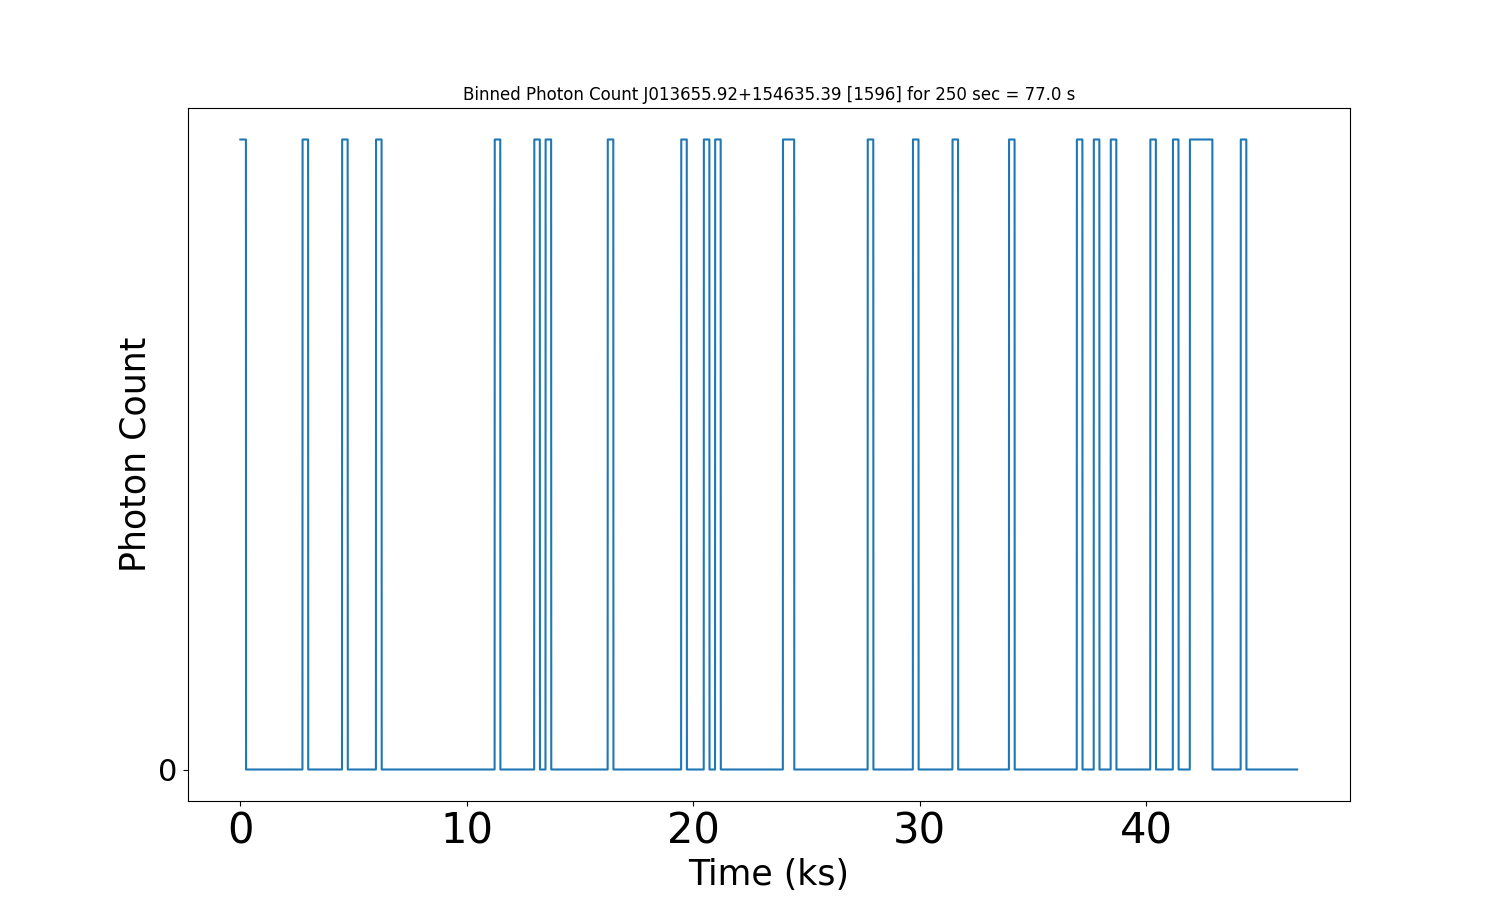 Binned Photon Count J013655.92+154635.39 [1596] for 250 sec = 77.0 s
Photon Count
0
0 10 20 30 40
Time (ks)